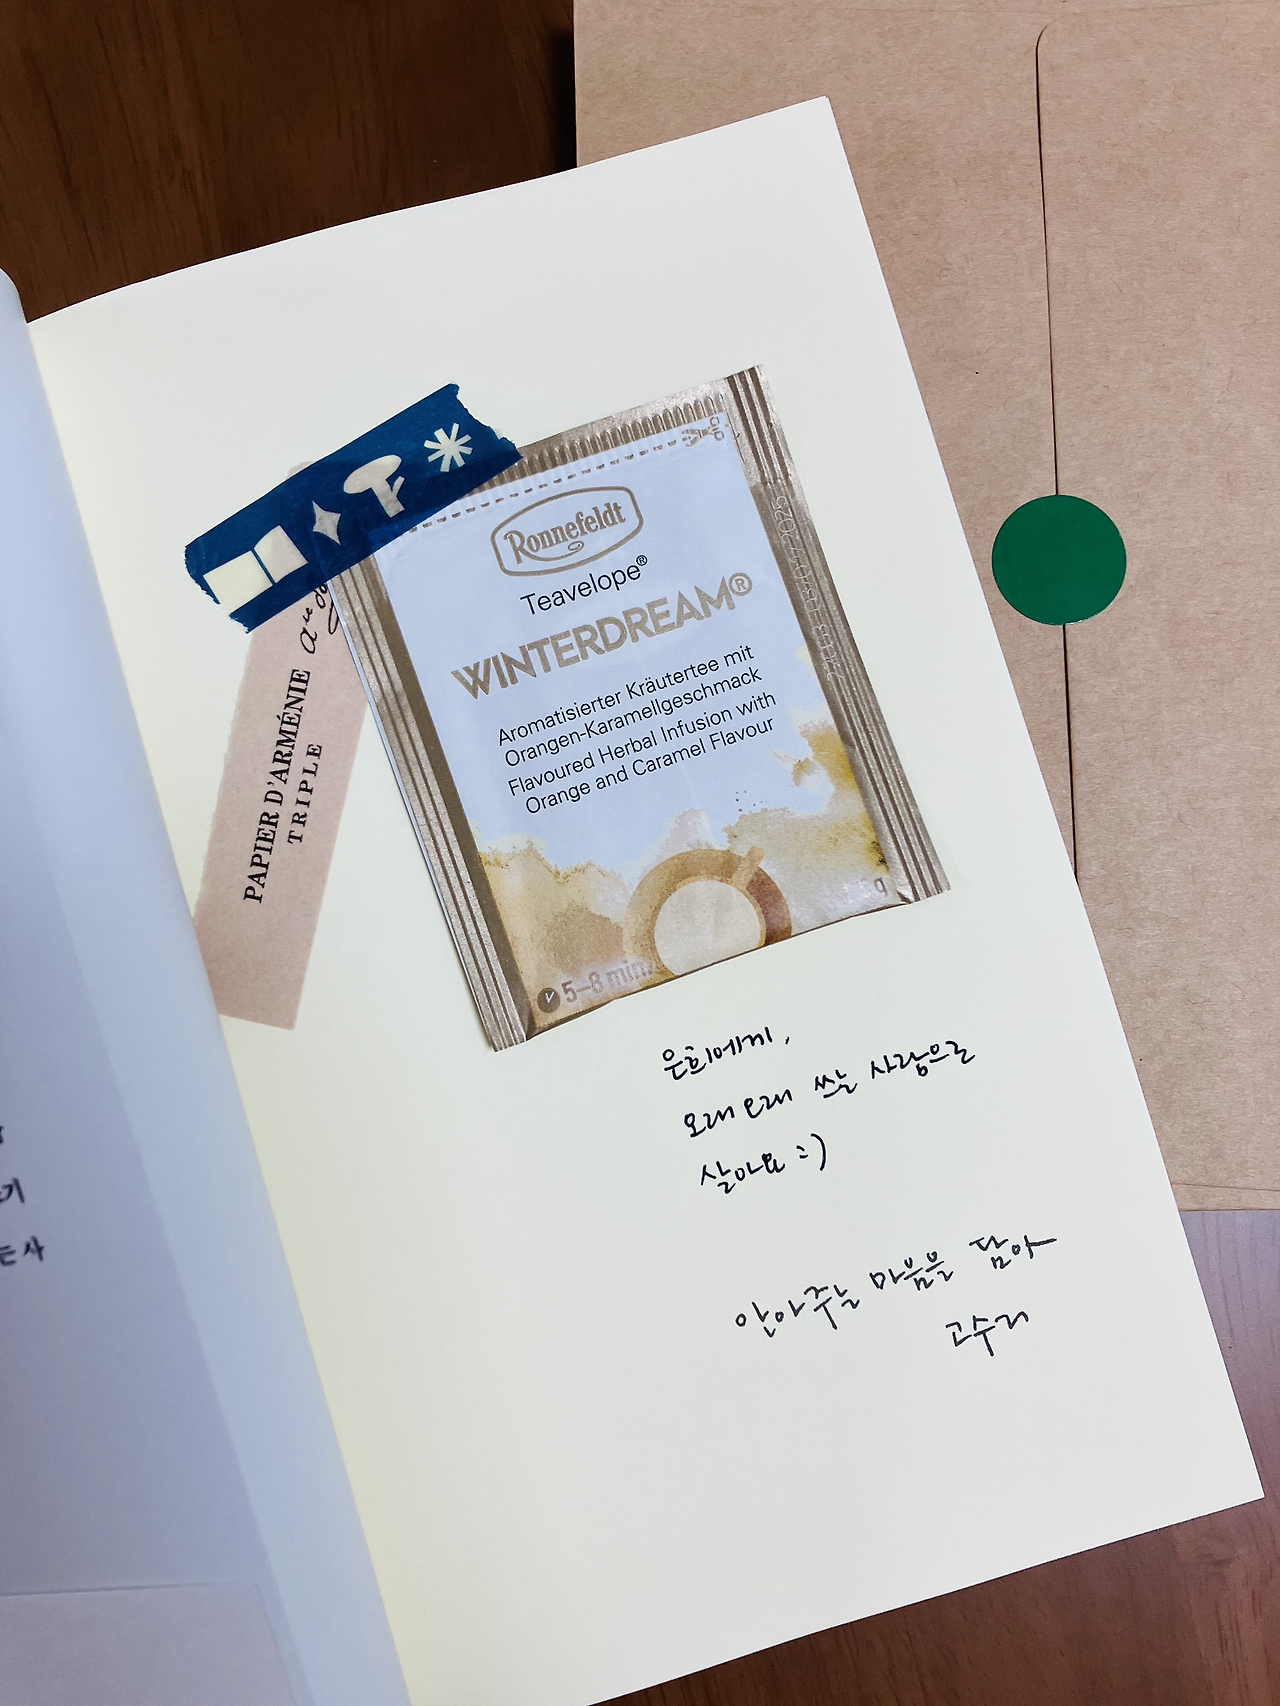 Ronnefeldt
Teavelope®
WINTERDREAM®
Aromatisierter Kräutertee mit
Orangen-Karamellgeschmack
Flavoured Herbal Infusion with
Orange and Caramel Flavour
5–8 min
PAPIER D'ARMÉNIE
TRIPLE
은희에게,
오래오래 쓰는 사람으로
살아요 :)
안아주는 마음을 담아
고수리